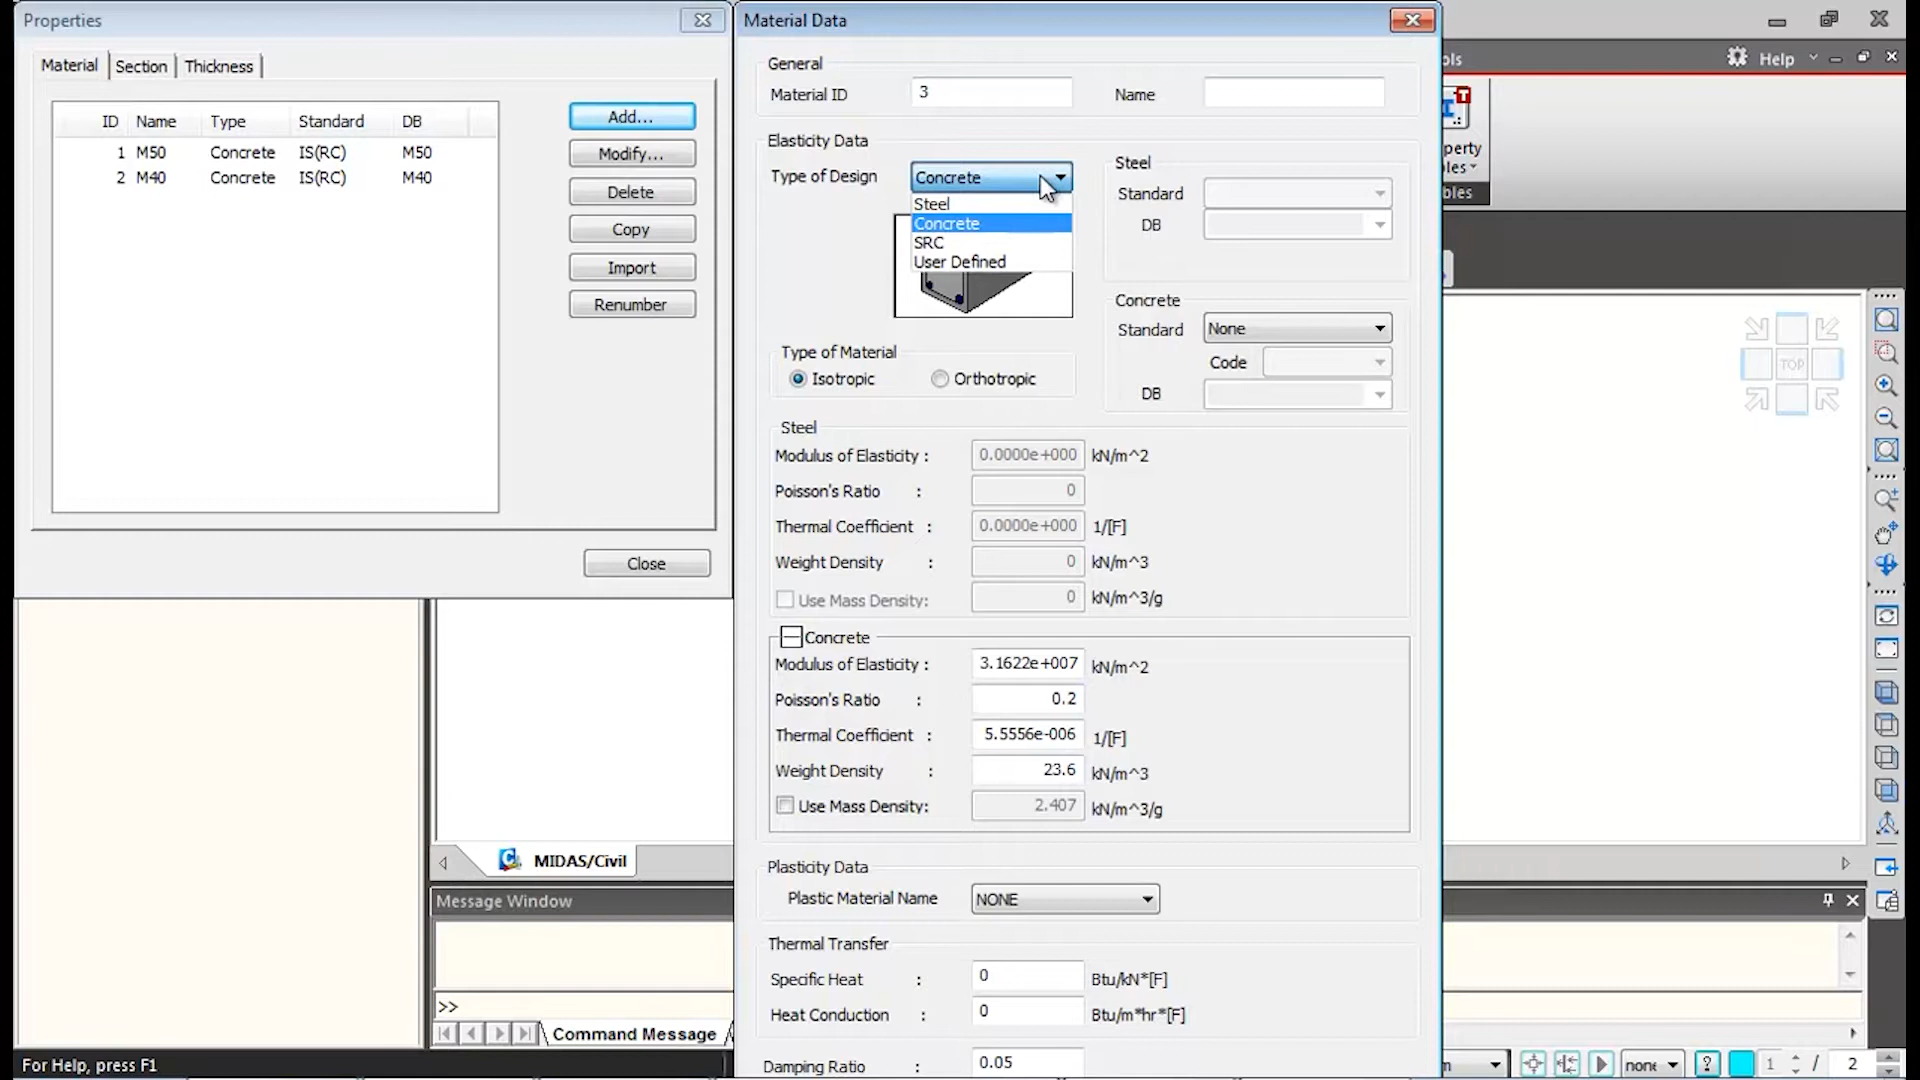 Properties
Material Section Thickness
ID Name Type Standard DB
1 M50 Concrete IS(RC) M50
2 M40 Concrete IS(RC) M40
Add...
Modify...
Delete
Copy
Import
Renumber
Close
Material Data
General
Material ID 3 Name
Elasticity Data
Type of Design Concrete
Steel
Concrete
SRC
User Defined
Steel
Standard
DB
Concrete
Standard None
Code
DB
Type of Material
Isotropic Orthotropic
Steel
Modulus of Elasticity : 0.0000e+000 kN/m^2
Poisson's Ratio : 0
Thermal Coefficient : 0.0000e+000 1/[F]
Weight Density : 0 kN/m^3
Use Mass Density: 0 kN/m^3/g
Concrete
Modulus of Elasticity : 3.1622e+007 kN/m^2
Poisson's Ratio : 0.2
Thermal Coefficient : 5.5556e-006 1/[F]
Weight Density : 23.6 kN/m^3
Use Mass Density: 2.407 kN/m^3/g
Plasticity Data
Plastic Material Name NONE
Thermal Transfer
Specific Heat : 0 Btu/kN*[F]
Heat Conduction : 0 Btu/m*hr*[F]
Damping Ratio : 0.05
ols
Help
perty
les
bles
TOP
MIDAS/Civil
Message Window
>>
Command Message
For Help, press F1
m
none
? 1 / 2